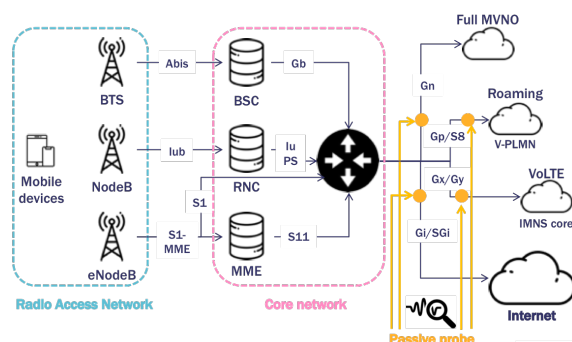 Full MVNO
Abis
Gb
Gn
BTS
BSC
Roaming
Gp/S8
V-PLMN
Iub
Iu
PS
Mobile
devices
NodeB
RNC
Gx/Gy
VoLTE
S1
IMNS core
S1-
MME
S11
Gi/SGi
eNodeB
MME
Radio Access Network
Core network
Internet
Passive probe